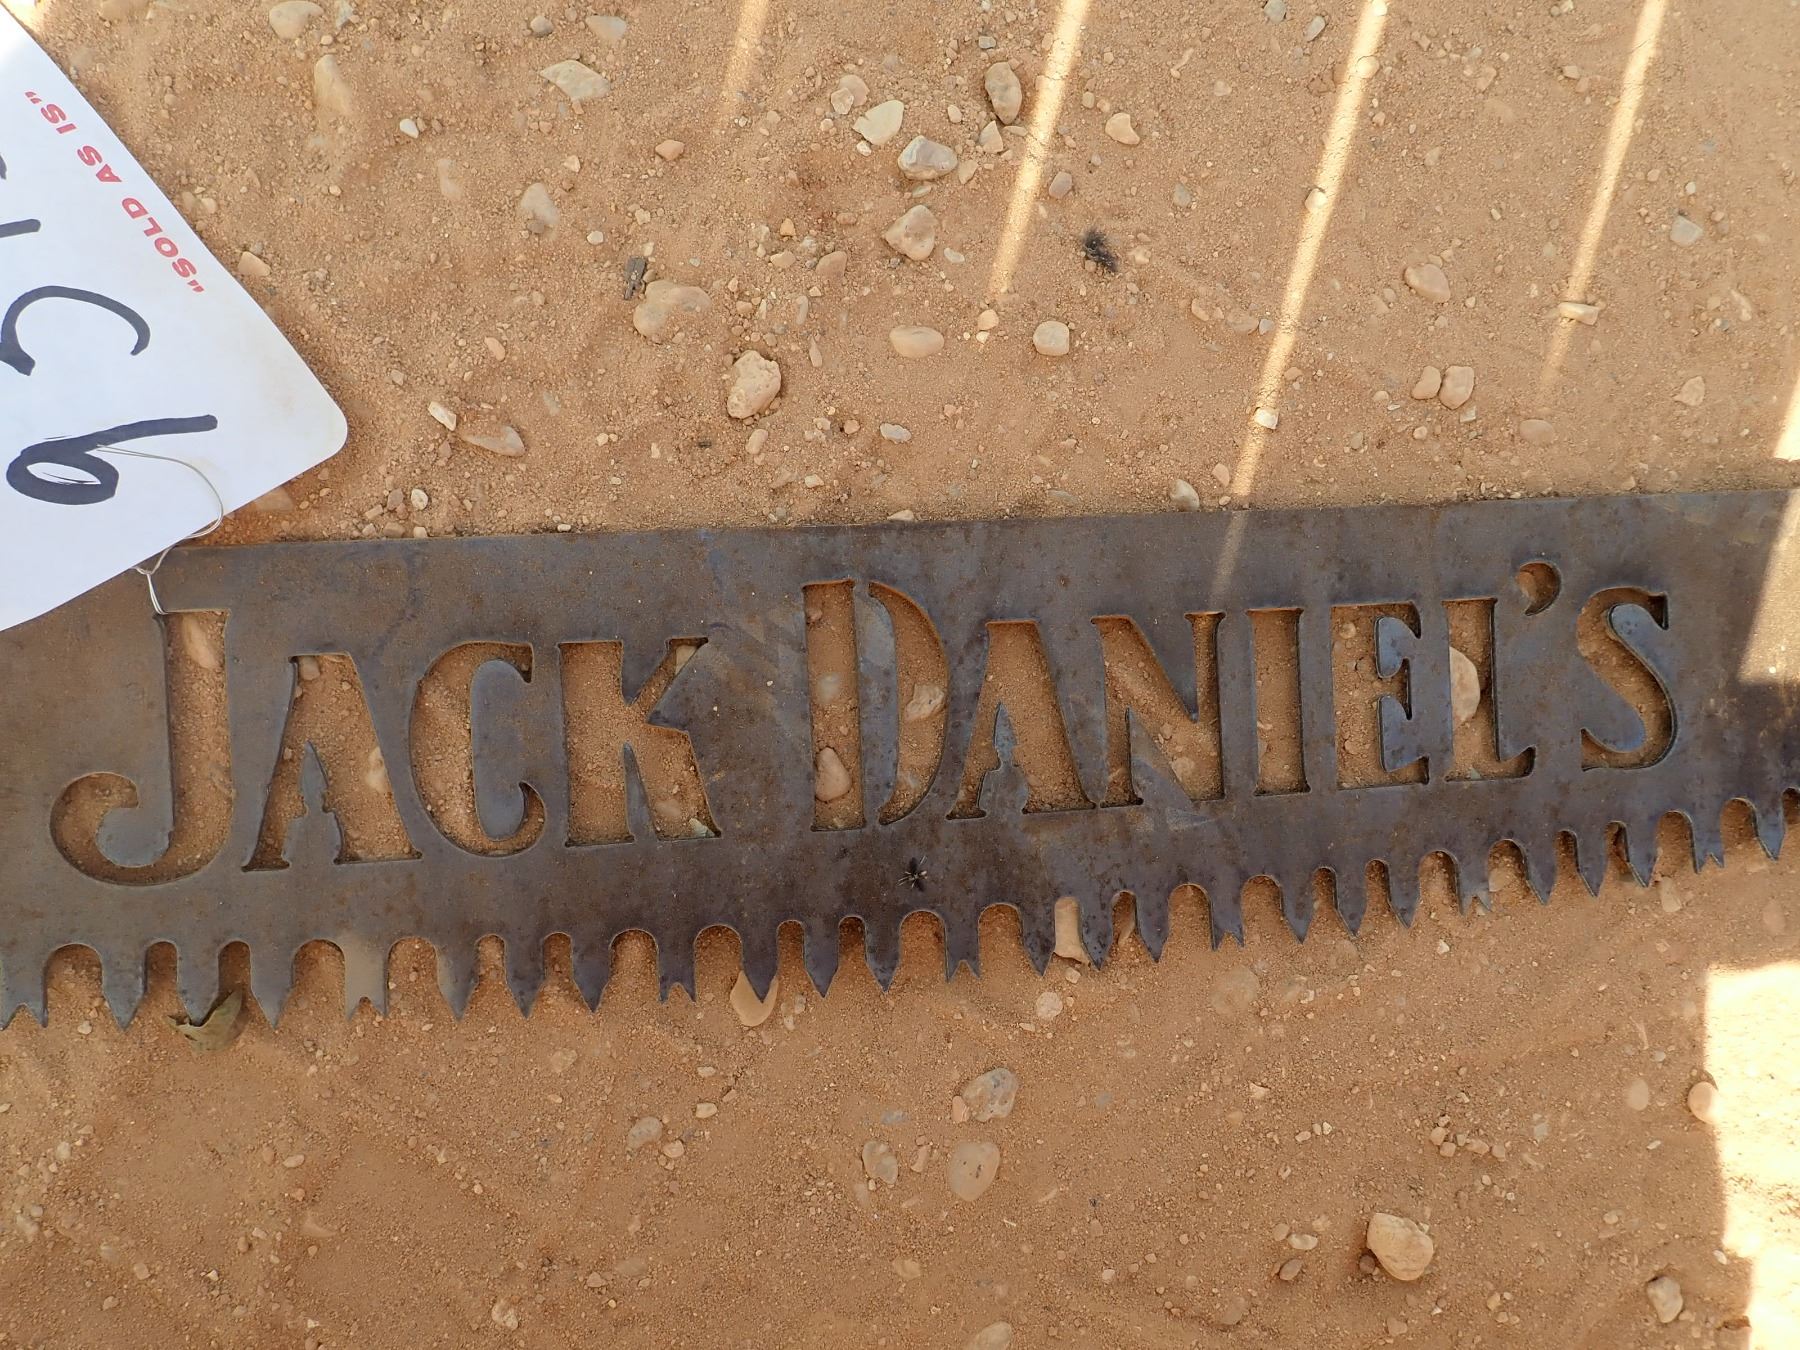 "SOLD AS IS"
JACK DANIEL'S